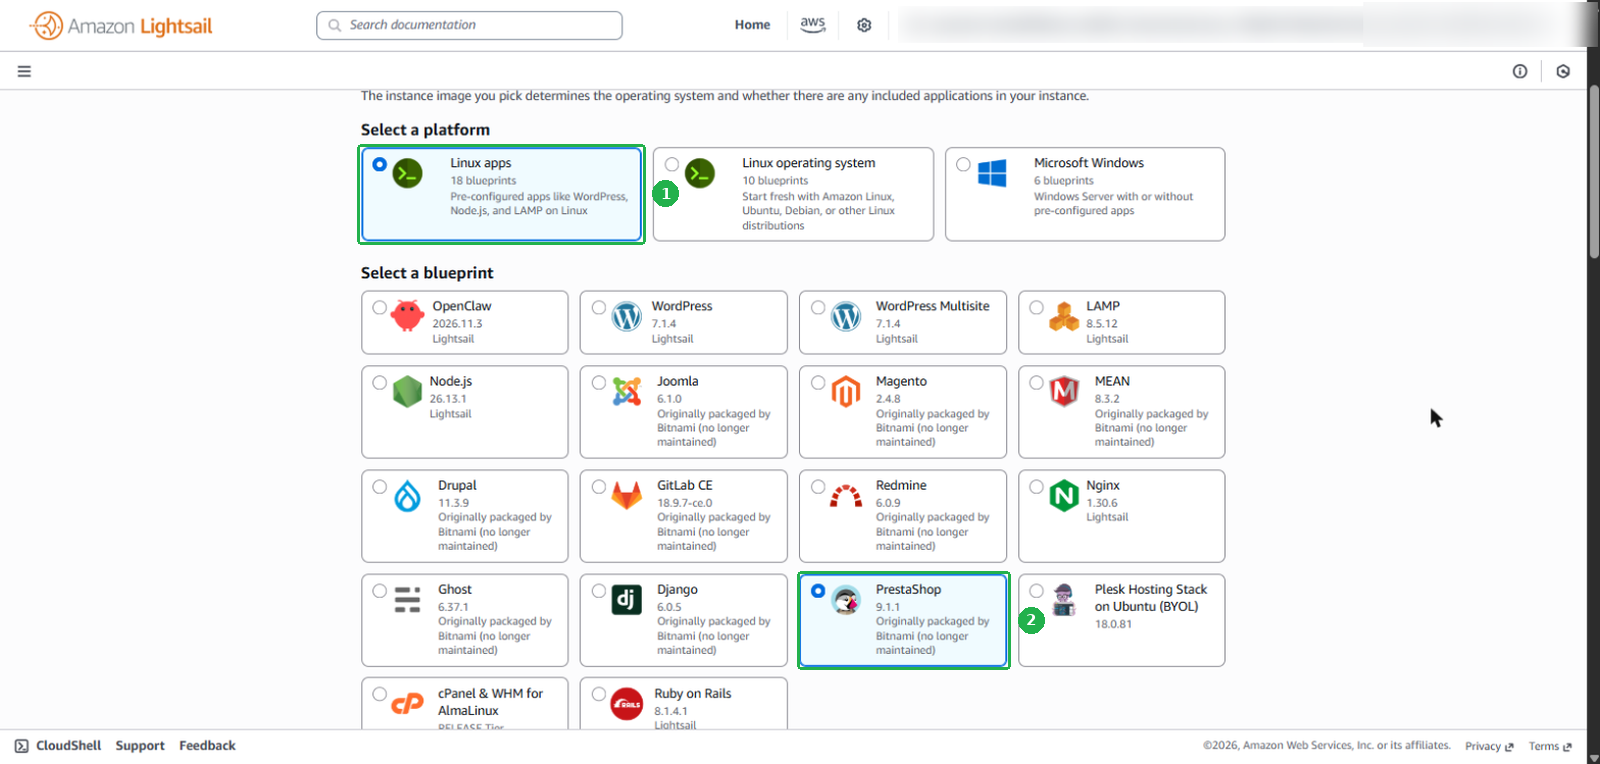 Amazon Lightsail
Search documentation
Home
aws
The instance image you pick determines the operating system and whether there are any included applications in your instance.
Select a platform
Linux apps
18 blueprints
Pre-configured apps like WordPress,
Node.js, and LAMP on Linux
1
Linux operating system
10 blueprints
Start fresh with Amazon Linux,
Ubuntu, Debian, or other Linux
distributions
Microsoft Windows
6 blueprints
Windows Server with or without
pre-configured apps
Select a blueprint
OpenClaw
2026.11.3
Lightsail
WordPress
7.1.4
Lightsail
WordPress Multisite
7.1.4
Lightsail
LAMP
8.5.12
Lightsail
Node.js
26.13.1
Lightsail
Joomla
6.1.0
Originally packaged by
Bitnami (no longer
maintained)
Magento
2.4.8
Originally packaged by
Bitnami (no longer
maintained)
MEAN
8.3.2
Originally packaged by
Bitnami (no longer
maintained)
Drupal
11.3.9
Originally packaged by
Bitnami (no longer
maintained)
GitLab CE
18.9.7-ce.0
Originally packaged by
Bitnami (no longer
maintained)
Redmine
6.0.9
Originally packaged by
Bitnami (no longer
maintained)
Nginx
1.30.6
Lightsail
Ghost
6.37.1
Originally packaged by
Bitnami (no longer
maintained)
dj
Django
6.0.5
Originally packaged by
Bitnami (no longer
maintained)
PrestaShop
9.1.1
Originally packaged by
Bitnami (no longer
maintained)
2
Plesk Hosting Stack
on Ubuntu (BYOL)
18.0.81
cPanel & WHM for
AlmaLinux
RELEASE Tier
RAILS
Ruby on Rails
8.1.4.1
Lightsail
CloudShell
Support
Feedback
©2026, Amazon Web Services, Inc. or its affiliates.
Privacy
Terms